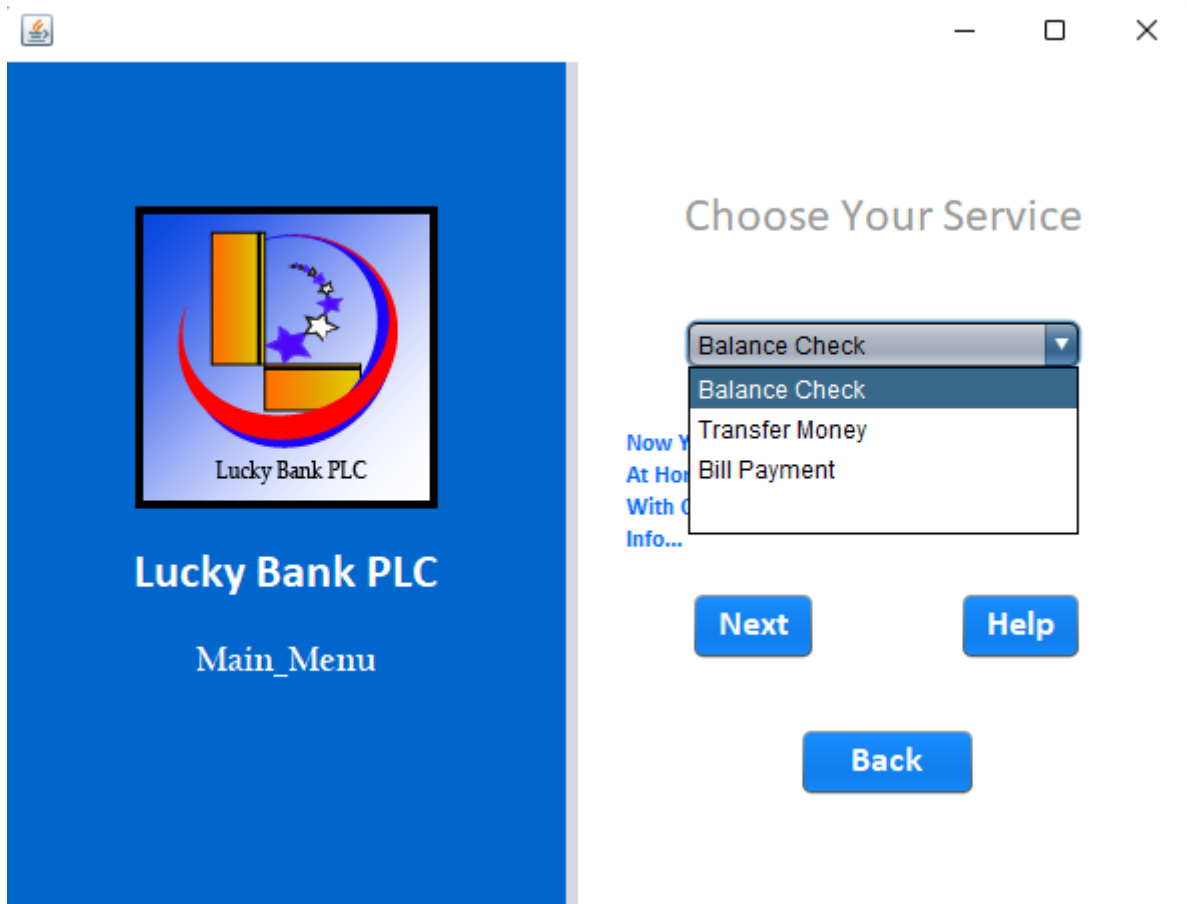 Lucky Bank PLC
Lucky Bank PLC
Main_Menu
Choose Your Service
Balance Check
Balance Check
Transfer Money
Bill Payment
Now
At
With
Info...
Next
Help
Back